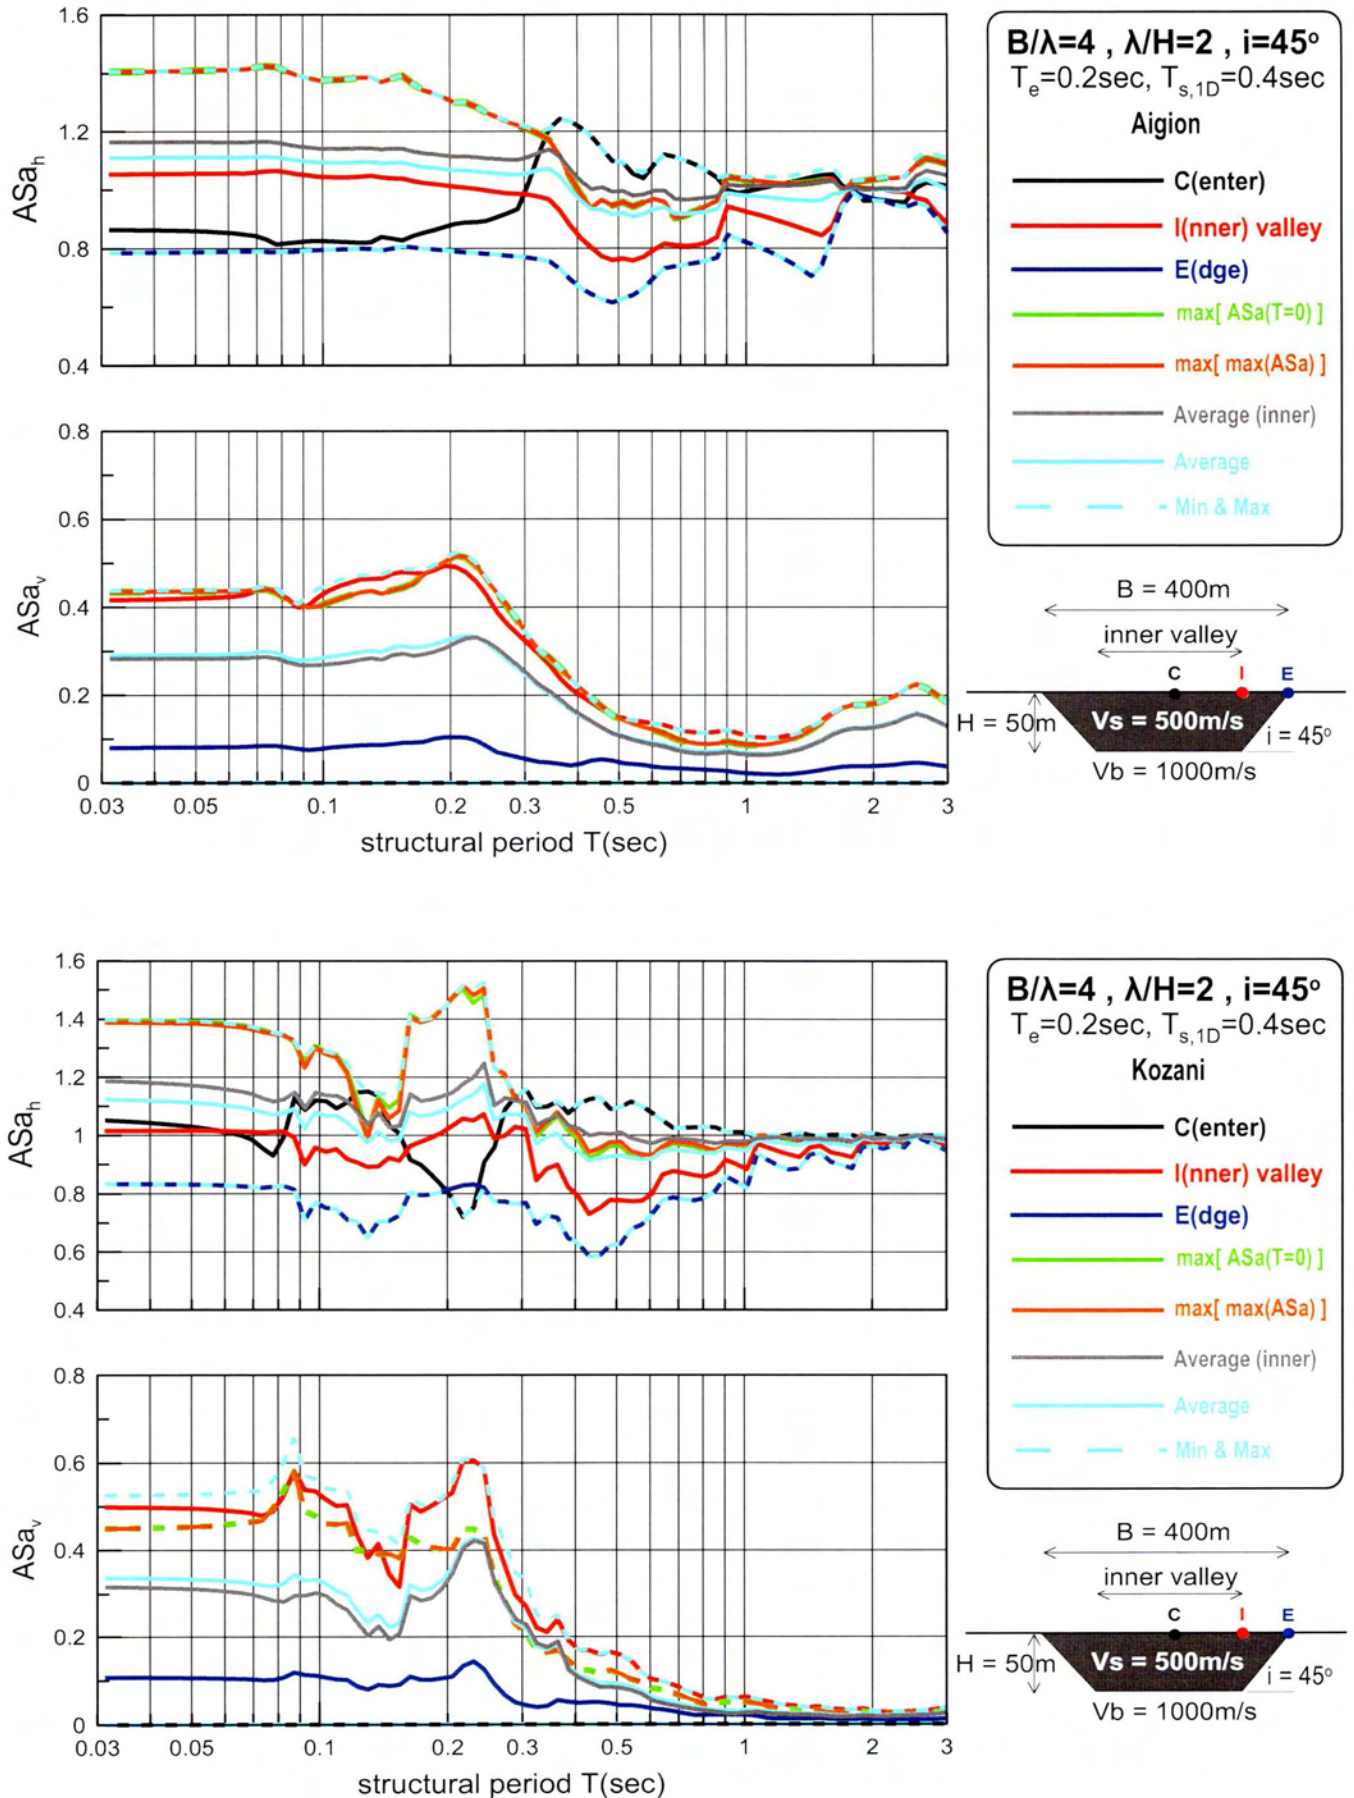 1.6
1.2
0.8
0.4
ASa_h
B/λ=4 , λ/H=2 , i=45°
T_e=0.2sec, T_s,1D=0.4sec
Aigion
C(enter)
I(nner) valley
E(dge)
max[ ASa(T=0) ]
max[ max(ASa) ]
Average (inner)
Average
Min & Max
0.8
0.6
0.4
0.2
0
ASa_v
0.03 0.05 0.1 0.2 0.3 0.5 1 2 3
structural period T(sec)
B = 400m
inner valley
C I E
H = 50m
Vs = 500m/s
i = 45°
Vb = 1000m/s
1.6
1.4
1.2
1
0.8
0.6
0.4
ASa_h
B/λ=4 , λ/H=2 , i=45°
T_e=0.2sec, T_s,1D=0.4sec
Kozani
C(enter)
I(nner) valley
E(dge)
max[ ASa(T=0) ]
max[ max(ASa) ]
Average (inner)
Average
Min & Max
0.8
0.6
0.4
0.2
0
ASa_v
0.03 0.05 0.1 0.2 0.3 0.5 1 2 3
structural period T(sec)
B = 400m
inner valley
C I E
H = 50m
Vs = 500m/s
i = 45°
Vb = 1000m/s